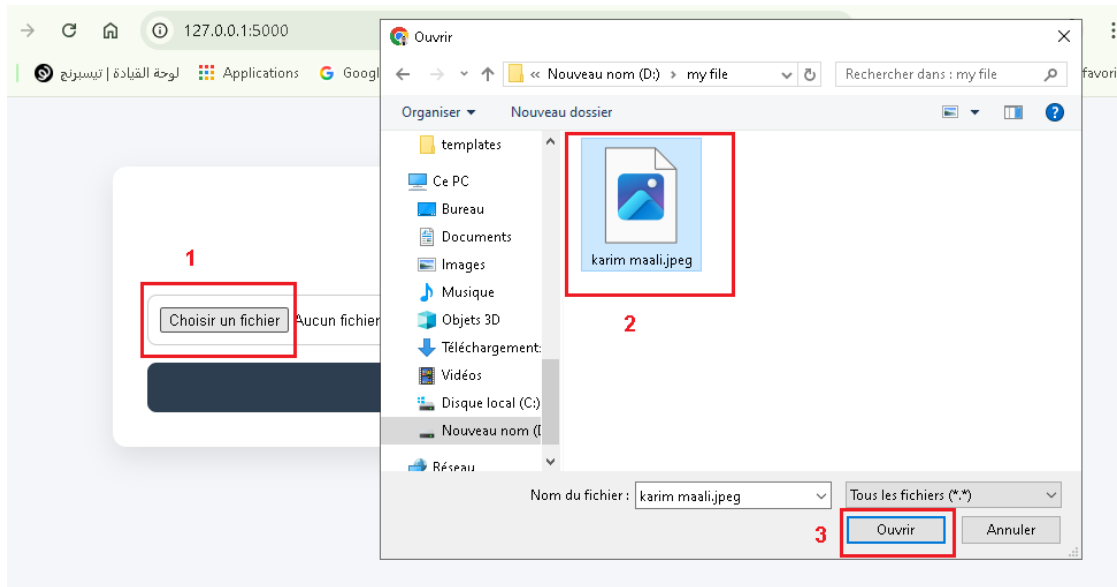 127.0.0.1:5000
لوحة القيادة | تيسبرنج
Applications
Googl
favori
Ouvrir
« Nouveau nom (D:) › my file
Rechercher dans : my file
Organiser
Nouveau dossier
templates
Ce PC
Bureau
Documents
Images
Musique
Objets 3D
Téléchargement:
Vidéos
Disque local (C:)
Nouveau nom (D
Réseau
karim maali.jpeg
1
Choisir un fichier
Aucun fichier
2
Nom du fichier :
karim maali.jpeg
Tous les fichiers (*.*)
3
Ouvrir
Annuler